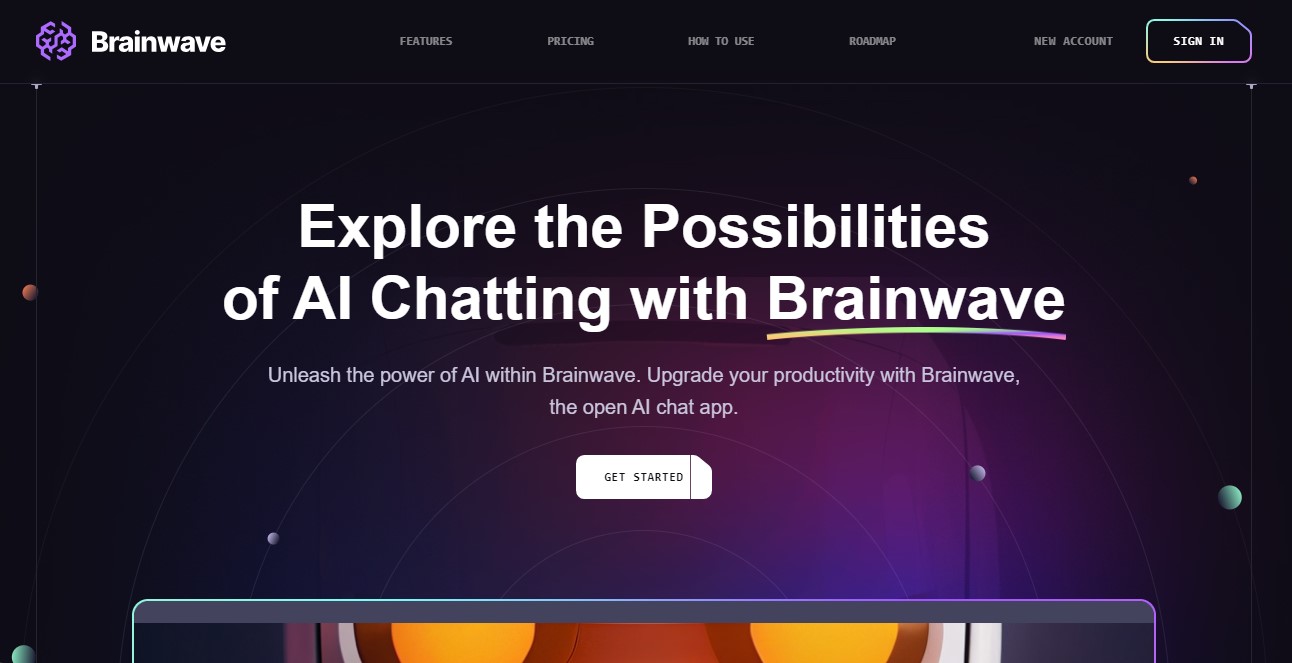 Brainwave
FEATURES
PRICING
HOW TO USE
ROADMAP
NEW ACCOUNT
SIGN IN
Explore the Possibilities
of AI Chatting with Brainwave
Unleash the power of AI within Brainwave. Upgrade your productivity with Brainwave,
the open AI chat app.
GET STARTED